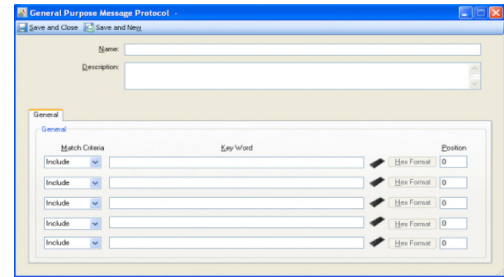 General Purpose Message Protocol -
Save and Close Save and New
Name:
Description:
General
General
Match Criteria Key Word Position
Include Hex Format 0
Include Hex Format 0
Include Hex Format 0
Include Hex Format 0
Include Hex Format 0